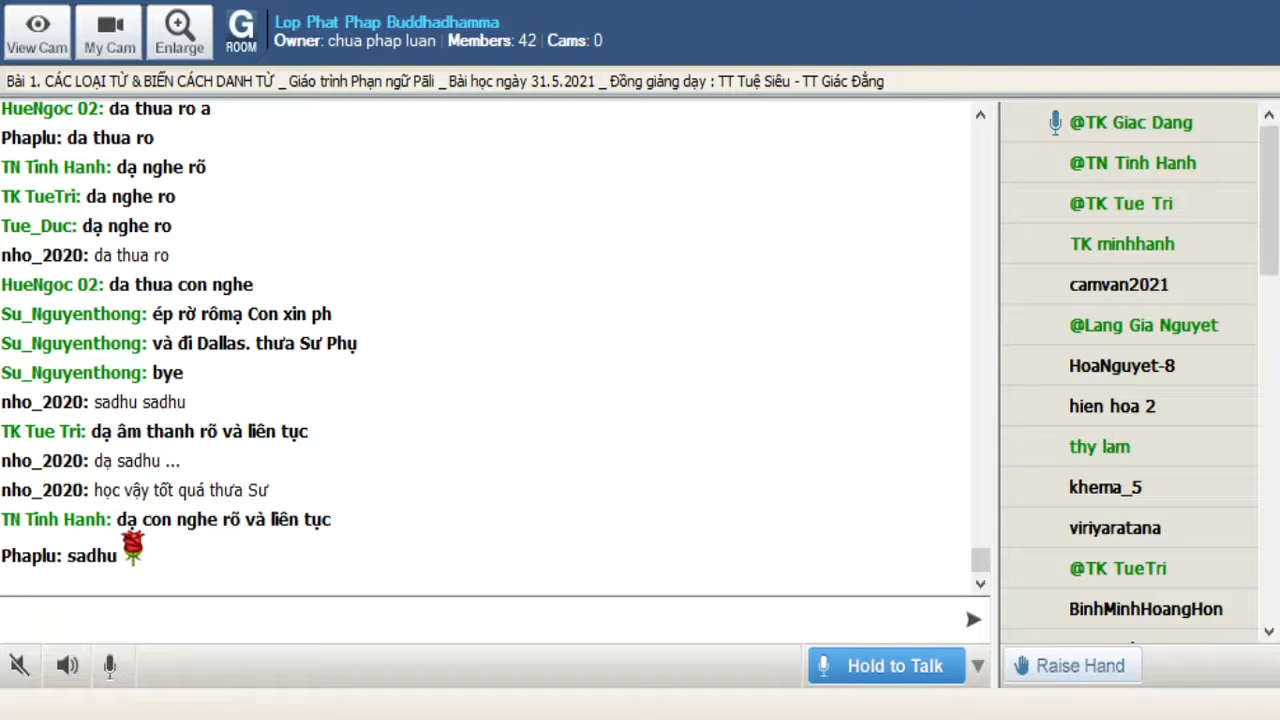 View Cam
My Cam
Enlarge
G
ROOM
Lop Phat Phap Buddhadhamma
Owner: chua phap luan | Members: 42 | Cams: 0
Bài 1. CÁC LOẠI TỪ & BIẾN CÁCH DANH TỪ _ Giáo trình Phạn ngữ Pāli _ Bài học ngày 31.5.2021 _ Đồng giảng dạy : TT Tuệ Siêu - TT Giác Đẳng
HueNgoc 02: da thua ro a
Phaplu: da thua ro
TN Tinh Hanh: dạ nghe rõ
TK TueTri: da nghe ro
Tue_Duc: dạ nghe ro
nho_2020: da thua ro
HueNgoc 02: da thua con nghe
Su_Nguyenthong: ép rờ rômạ Con xin ph
Su_Nguyenthong: và đi Dallas. thưa Sư Phụ
Su_Nguyenthong: bye
nho_2020: sadhu sadhu
TK Tue Tri: dạ âm thanh rõ và liên tục
nho_2020: dạ sadhu ...
nho_2020: học vậy tốt quá thưa Sư
TN Tinh Hanh: dạ con nghe rõ và liên tục
Phaplu: sadhu
@TK Giac Dang
@TN Tinh Hanh
@TK Tue Tri
TK minhhanh
camvan2021
@Lang Gia Nguyet
HoaNguyet-8
hien hoa 2
thy lam
khema_5
viriyaratana
@TK TueTri
BinhMinhHoangHon
Hold to Talk
Raise Hand